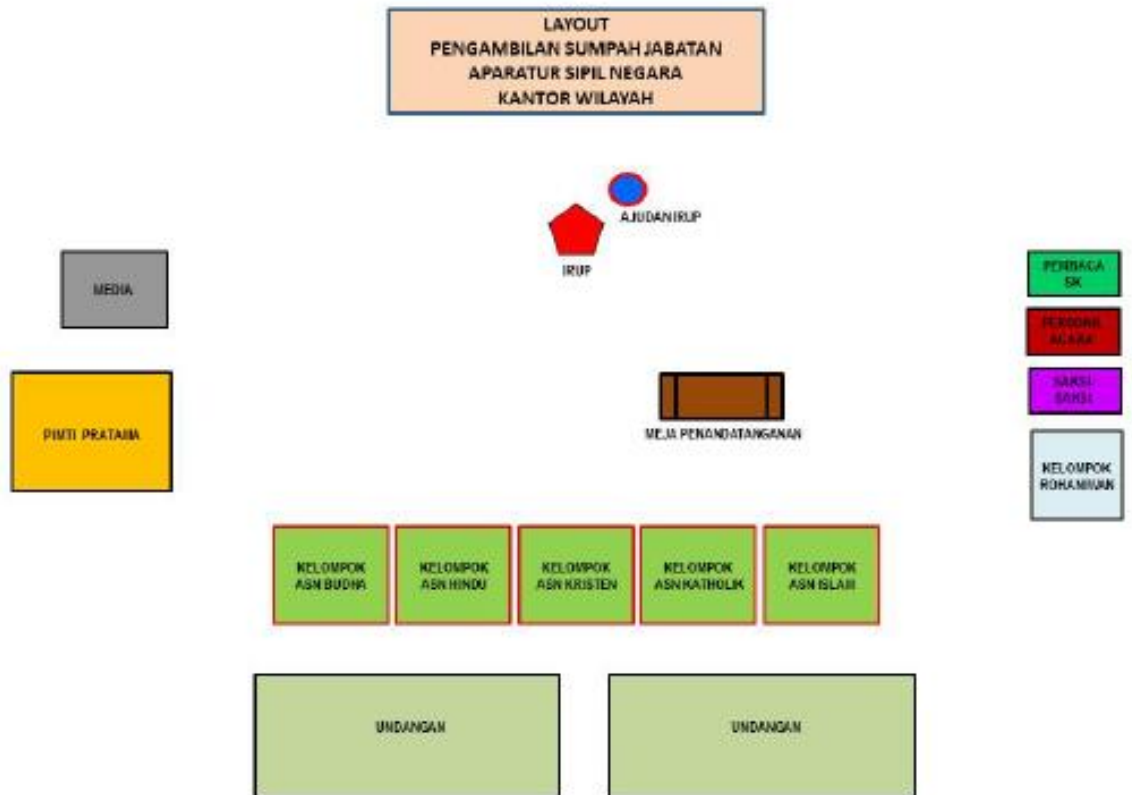 LAYOUT
PENGAMBILAN SUMPAH JABATAN
APARATUR SIPIL NEGARA
KANTOR WILAYAH
AJUDAN IRUP
IRUP
MEDIA
PEMBACA
SK
PEMBAWA
ACARA
SAKSI-
SAKSI
PIMTI PRATAMA
MEJA PENANDATANGANAN
KELOMPOK
ROHANIWAN
KELOMPOK
ASN BUDHA
KELOMPOK
ASN HINDU
KELOMPOK
ASN KRISTEN
KELOMPOK
ASN KATHOLIK
KELOMPOK
ASN ISLAM
UNDANGAN
UNDANGAN